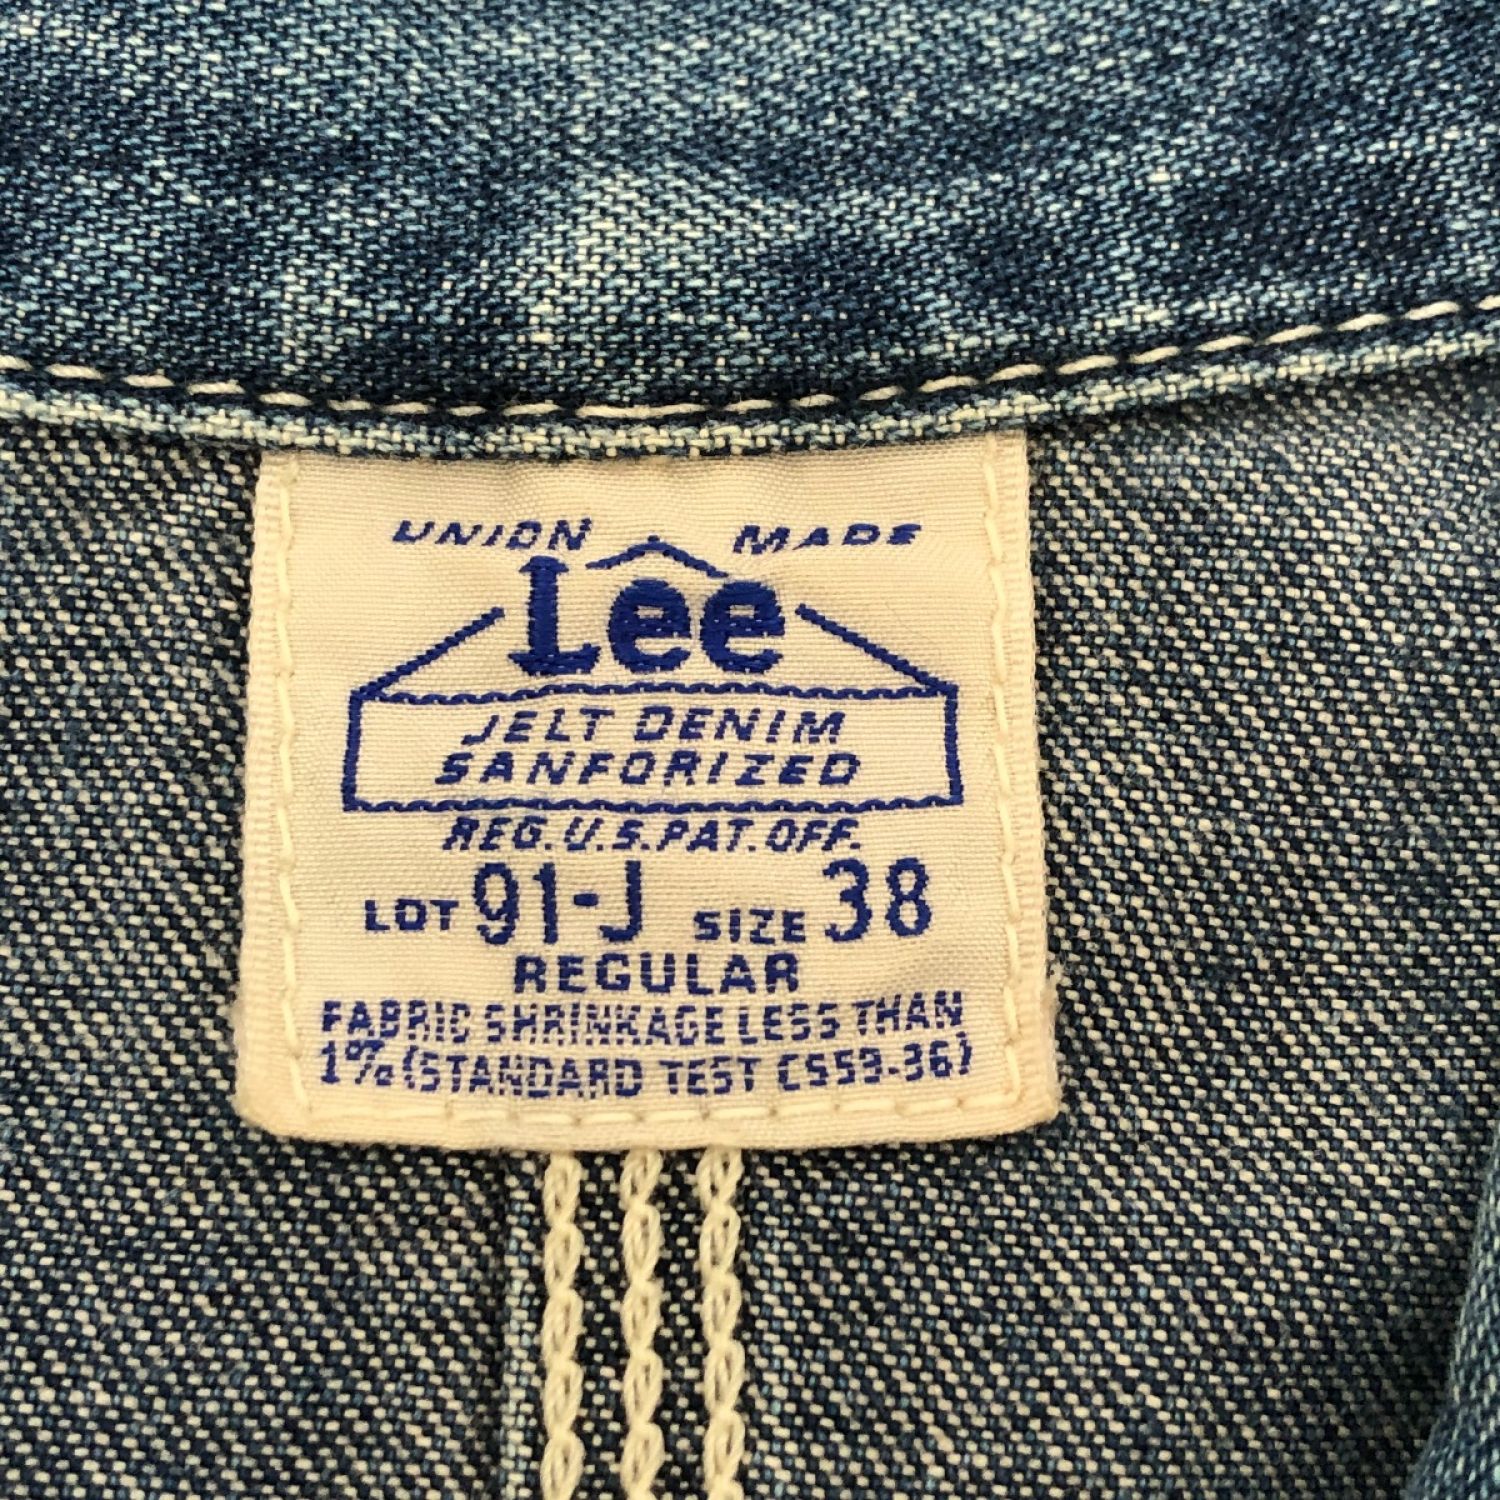 UNION MADE
Lee
JELT DENIM
SANFORIZED
REG. U.S. PAT. OFF.
LOT 91-J SIZE 38
REGULAR
FABRIC SHRINKAGE LESS THAN
1% (STANDARD TEST CS59-36)